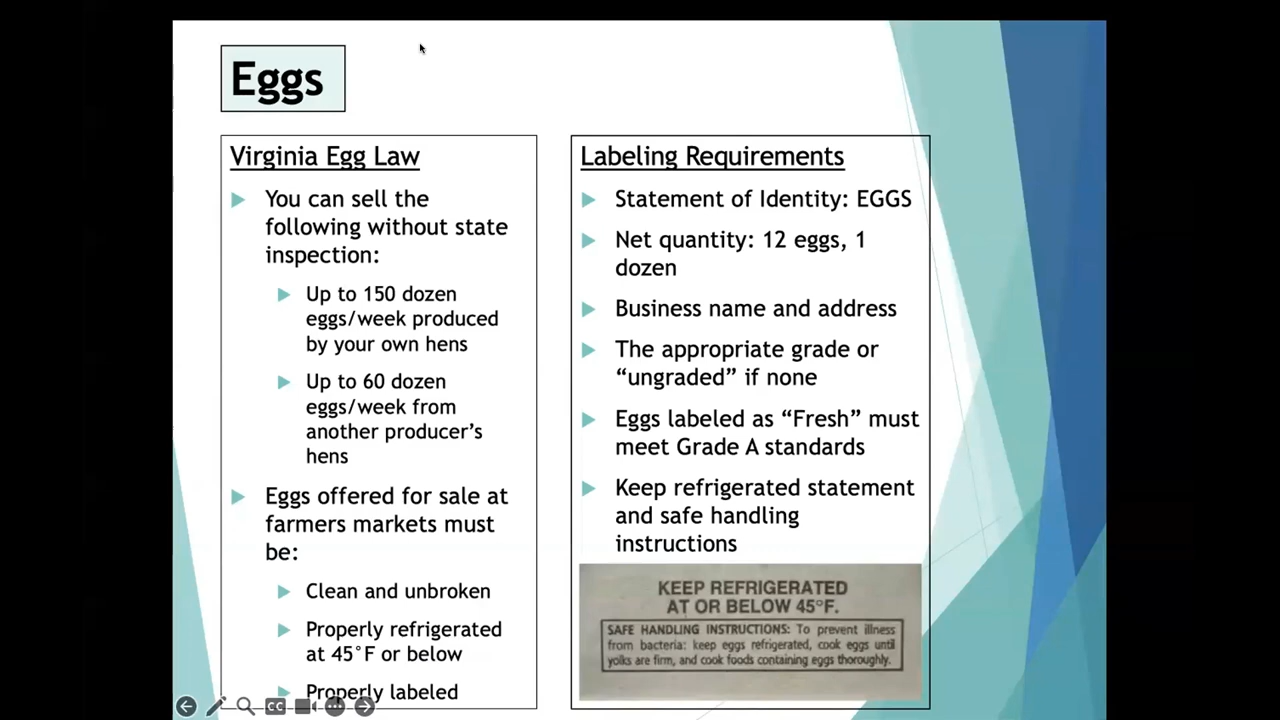 Eggs
Virginia Egg Law
You can sell the
following without state
inspection:
Up to 150 dozen
eggs/week produced
by your own hens
Up to 60 dozen
eggs/week from
another producer's
hens
Eggs offered for sale at
farmers markets must
be:
Clean and unbroken
Properly refrigerated
at 45°F or below
Properly labeled
Labeling Requirements
Statement of Identity: EGGS
Net quantity: 12 eggs, 1
dozen
Business name and address
The appropriate grade or
“ungraded” if none
Eggs labeled as “Fresh” must
meet Grade A standards
Keep refrigerated statement
and safe handling
instructions
KEEP REFRIGERATED
AT OR BELOW 45°F.
SAFE HANDLING INSTRUCTIONS: To prevent illness
from bacteria: keep eggs refrigerated, cook eggs until
yolks are firm, and cook foods containing eggs thoroughly.
CC